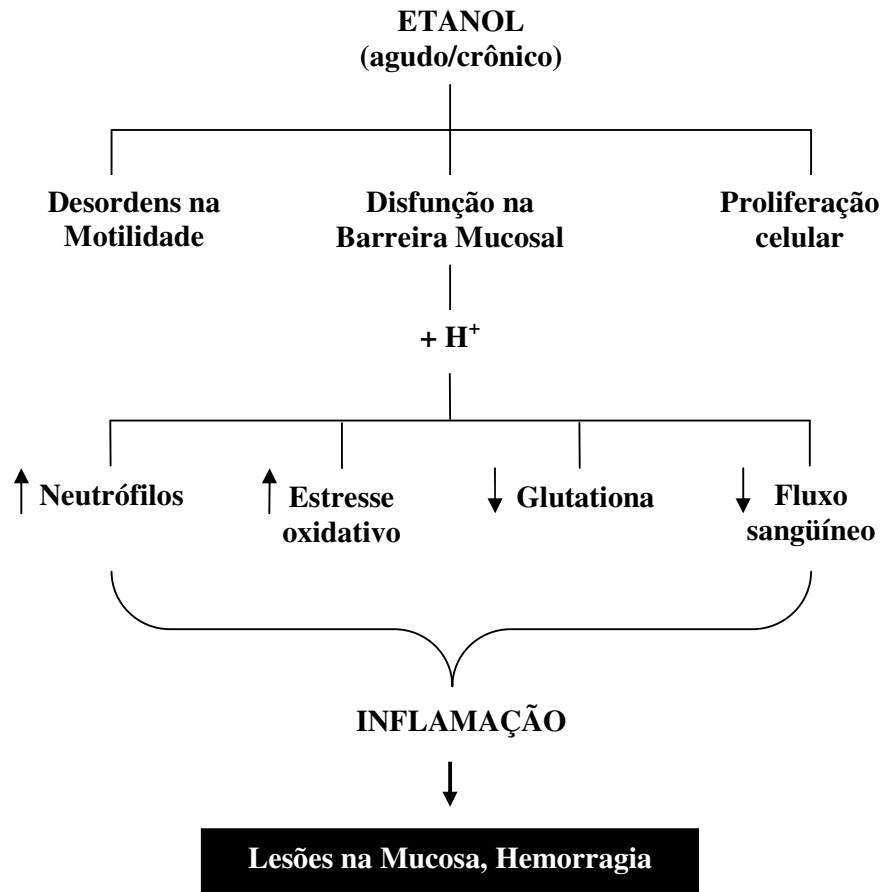 ETANOL
(agudo/crônico)
Desordens na
Motilidade
Disfunção na
Barreira Mucosal
Proliferação
celular
+ H⁺
↑ Neutrófilos
↑ Estresse
oxidativo
↓ Glutationa
↓ Fluxo
sangüíneo
INFLAMAÇÃO
Lesões na Mucosa, Hemorragia